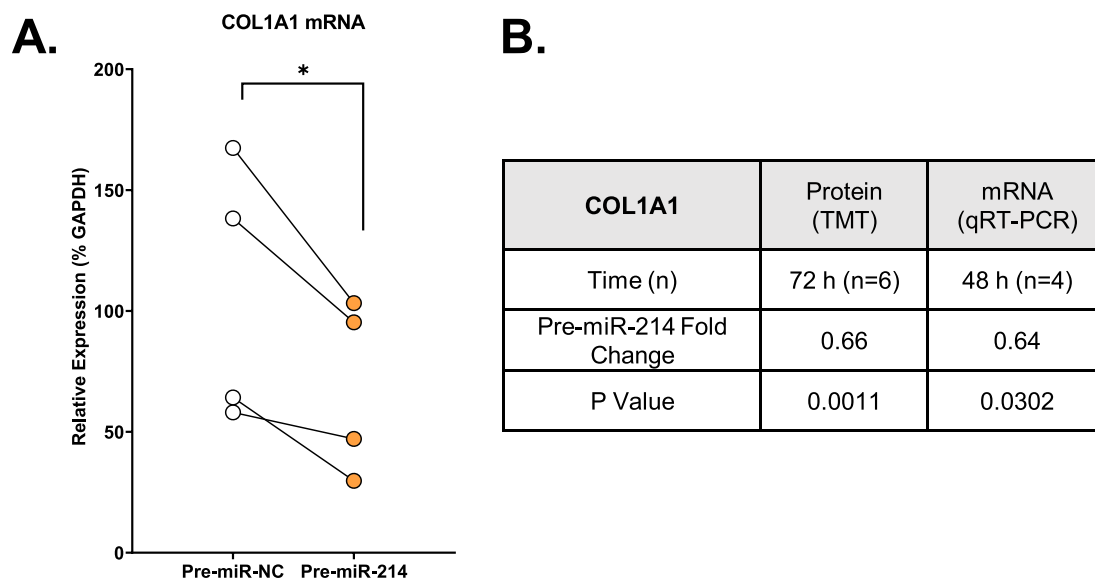 A.
COL1A1 mRNA
*
200
150
100
50
0
Relative Expression (% GAPDH)
Pre-miR-NC Pre-miR-214
B.
COL1A1
Protein
(TMT)
mRNA
(qRT-PCR)
Time (n)
72 h (n=6)
48 h (n=4)
Pre-miR-214 Fold
Change
0.66
0.64
P Value
0.0011
0.0302